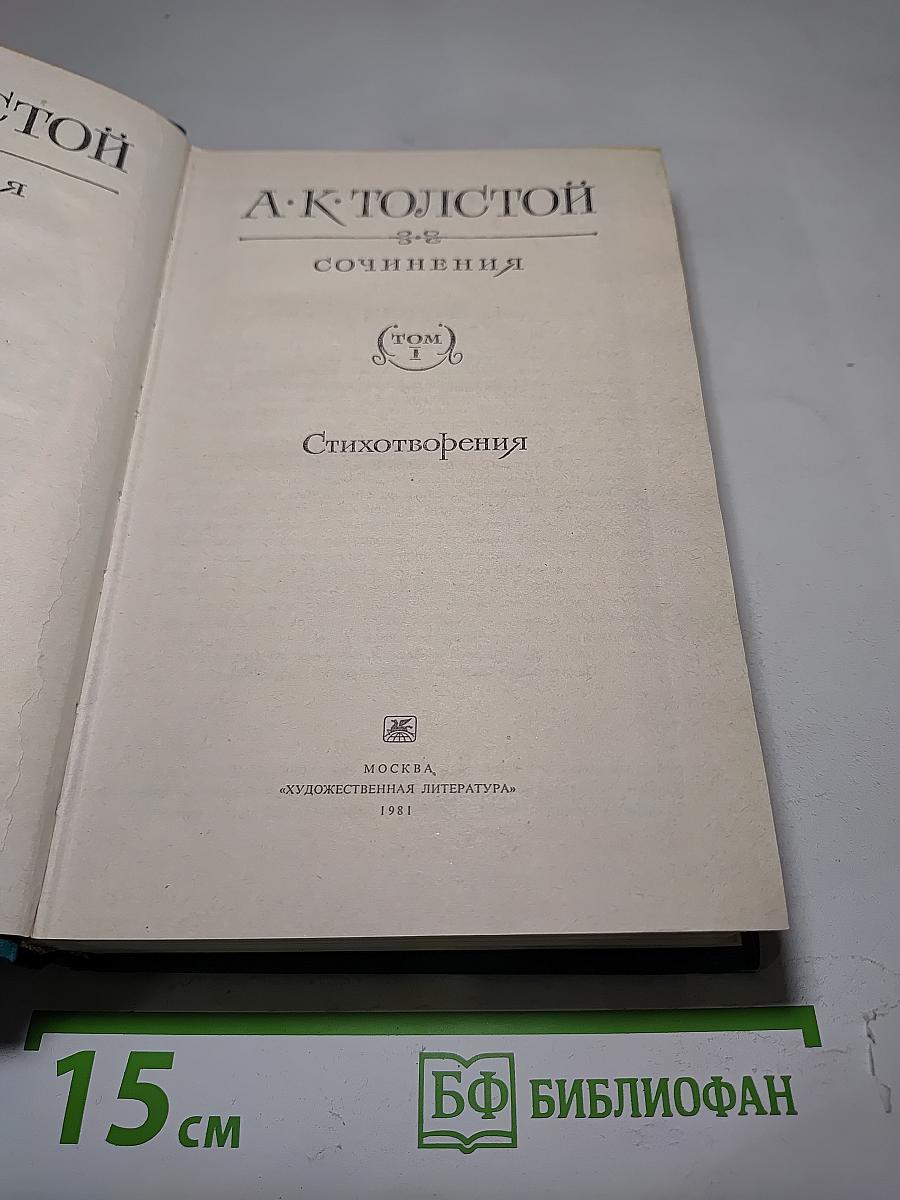 СТОЙ
Я
А·К·ТОЛСТОЙ
СОЧИНЕНИЯ
ТОМ
I
Стихотворения
МОСКВА
«ХУДОЖЕСТВЕННАЯ ЛИТЕРАТУРА»
1981
15 см
БФ БИБЛИОФАН